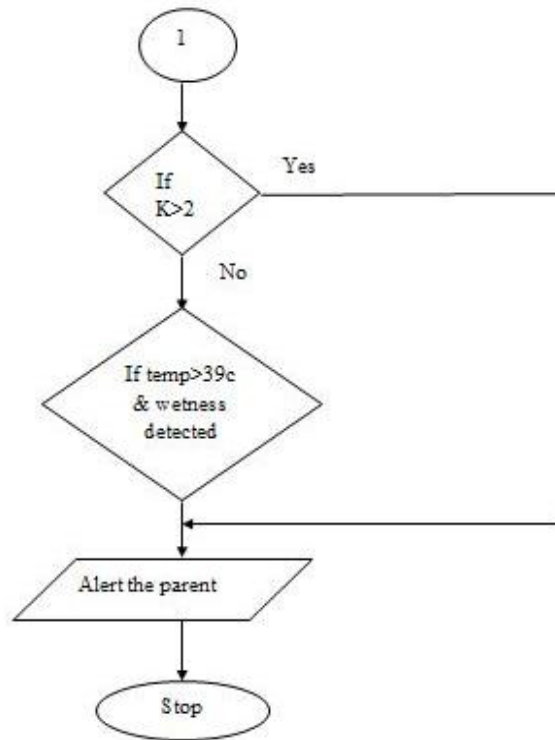 1
If
K>2
Yes
No
If temp>39c
& wetness
detected
Alert the parent
Stop